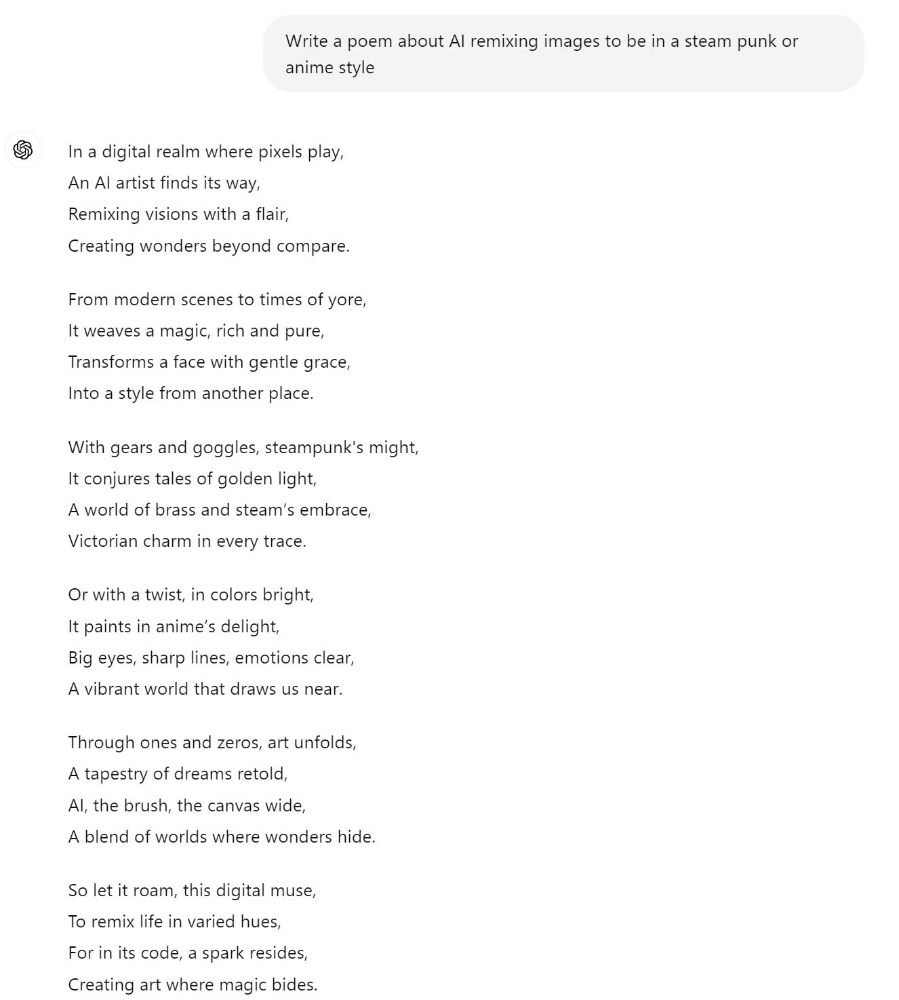 Write a poem about AI remixing images to be in a steam punk or
anime style
In a digital realm where pixels play,
An AI artist finds its way,
Remixing visions with a flair,
Creating wonders beyond compare.
From modern scenes to times of yore,
It weaves a magic, rich and pure,
Transforms a face with gentle grace,
Into a style from another place.
With gears and goggles, steampunk's might,
It conjures tales of golden light,
A world of brass and steam’s embrace,
Victorian charm in every trace.
Or with a twist, in colors bright,
It paints in anime’s delight,
Big eyes, sharp lines, emotions clear,
A vibrant world that draws us near.
Through ones and zeros, art unfolds,
A tapestry of dreams retold,
AI, the brush, the canvas wide,
A blend of worlds where wonders hide.
So let it roam, this digital muse,
To remix life in varied hues,
For in its code, a spark resides,
Creating art where magic bides.